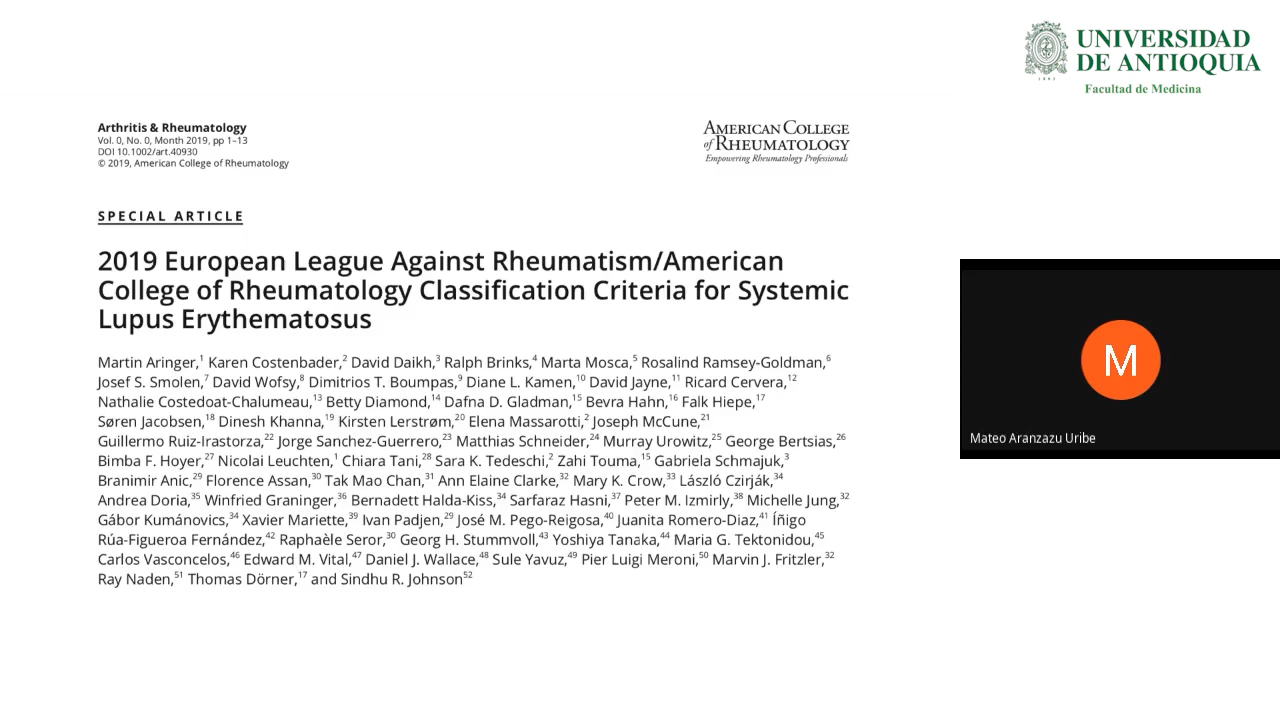 UNIVERSIDAD
DE ANTIOQUIA
1803
Facultad de Medicina
Arthritis & Rheumatology
Vol. 0, No. 0, Month 2019, pp 1–13
DOI 10.1002/art.40930
© 2019, American College of Rheumatology
AMERICAN COLLEGE
of RHEUMATOLOGY
Empowering Rheumatology Professionals
SPECIAL ARTICLE
2019 European League Against Rheumatism/American
College of Rheumatology Classification Criteria for Systemic
Lupus Erythematosus
Martin Aringer,1 Karen Costenbader,2 David Daikh,3 Ralph Brinks,4 Marta Mosca,5 Rosalind Ramsey-Goldman,6
Josef S. Smolen,7 David Wofsy,8 Dimitrios T. Boumpas,9 Diane L. Kamen,10 David Jayne,11 Ricard Cervera,12
Nathalie Costedoat-Chalumeau,13 Betty Diamond,14 Dafna D. Gladman,15 Bevra Hahn,16 Falk Hiepe,17
Søren Jacobsen,18 Dinesh Khanna,19 Kirsten Lerstrøm,20 Elena Massarotti,2 Joseph McCune,21
Guillermo Ruiz-Irastorza,22 Jorge Sanchez-Guerrero,23 Matthias Schneider,24 Murray Urowitz,25 George Bertsias,26
Bimba F. Hoyer,27 Nicolai Leuchten,1 Chiara Tani,28 Sara K. Tedeschi,2 Zahi Touma,15 Gabriela Schmajuk,3
Branimir Anic,29 Florence Assan,30 Tak Mao Chan,31 Ann Elaine Clarke,32 Mary K. Crow,33 László Czirják,34
Andrea Doria,35 Winfried Graninger,36 Bernadett Halda-Kiss,34 Sarfaraz Hasni,37 Peter M. Izmirly,38 Michelle Jung,32
Gábor Kumánovics,34 Xavier Mariette,39 Ivan Padjen,29 José M. Pego-Reigosa,40 Juanita Romero-Diaz,41 Íñigo
Rúa-Figueroa Fernández,42 Raphaèle Seror,30 Georg H. Stummvoll,43 Yoshiya Tanaka,44 Maria G. Tektonidou,45
Carlos Vasconcelos,46 Edward M. Vital,47 Daniel J. Wallace,48 Sule Yavuz,49 Pier Luigi Meroni,50 Marvin J. Fritzler,32
Ray Naden,51 Thomas Dörner,17 and Sindhu R. Johnson52
M
Mateo Aranzazu Uribe